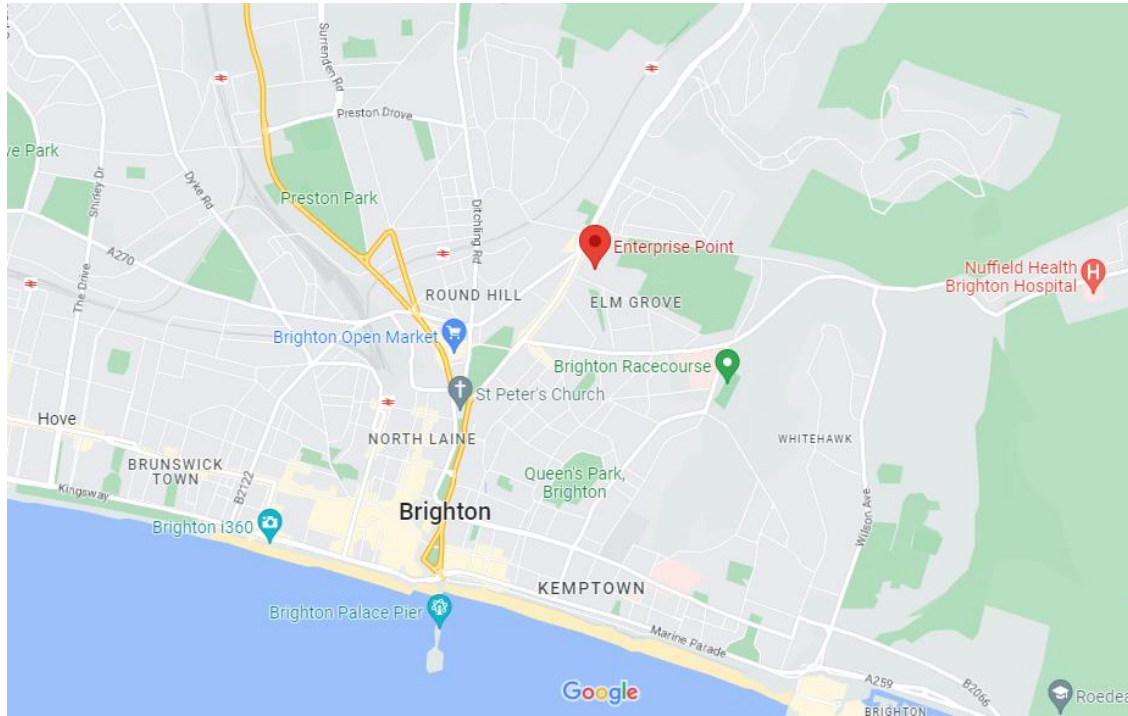 Surrenden Rd
Preston Drove
ve Park
Shirley Dr
Dyke Rd
Preston Park
Ditchling Rd
Enterprise Point
A270
The Drive
Nuffield Health
Brighton Hospital
H
ROUND HILL
ELM GROVE
Brighton Open Market
Brighton Racecourse
St Peter's Church
Hove
NORTH LAINE
WHITEHAWK
BRUNSWICK
TOWN
Queen's Park,
Brighton
Kingsway
B2122
Brighton
Wilson Ave
Brighton i360
KEMPTOWN
Brighton Palace Pier
Marine Parade
A259
B2066
Google
Roedea
BRIGHTON